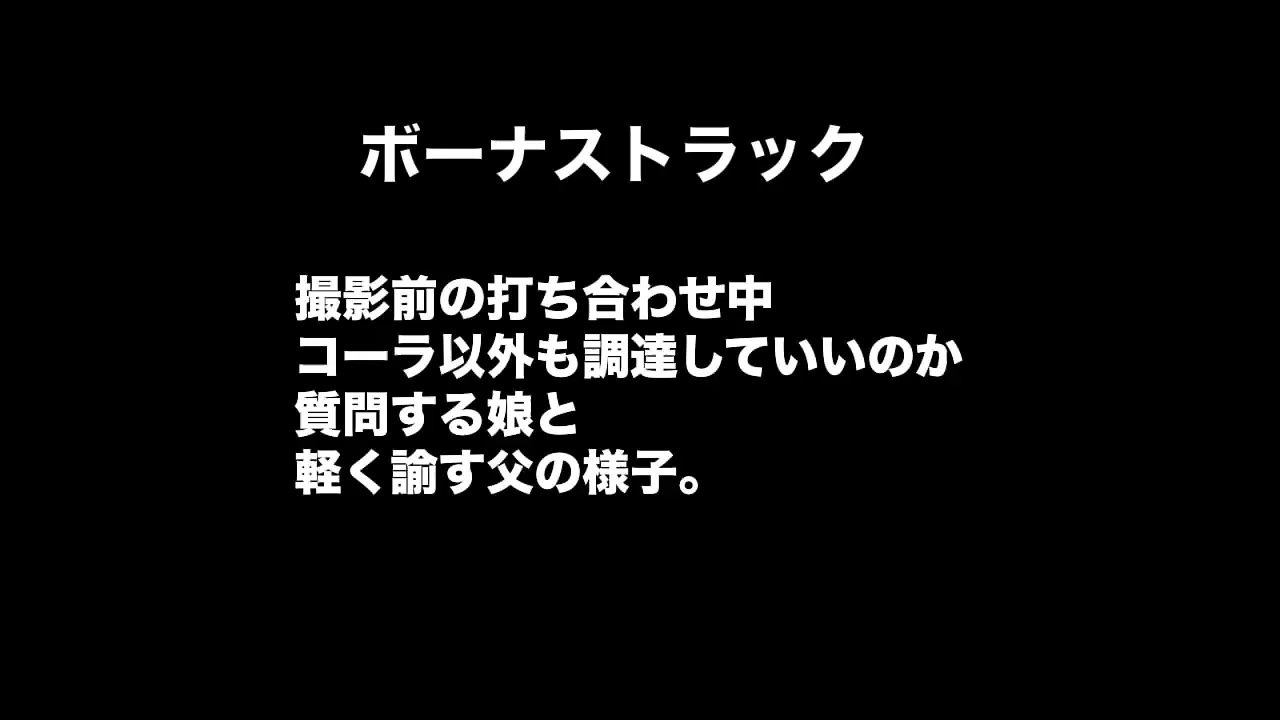 ボーナストラック
撮影前の打ち合わせ中
コーラ以外も調達していいのか
質問する娘と
軽く諭す父の様子。